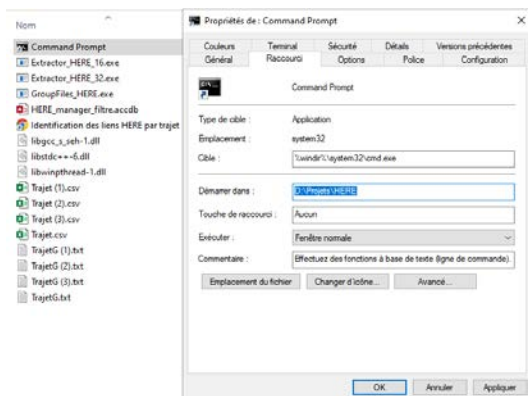 Nom
Command Prompt
Extractor_HERE_16.exe
Extractor_HERE_32.exe
GroupFiles_HERE.exe
HERE_manager_filtre.accdb
Identification des liens HERE par trajet
libgcc_s_seh-1.dll
libstdc++-6.dll
libwinpthread-1.dll
Trajet (1).csv
Trajet (2).csv
Trajet (3).csv
Trajet.csv
TrajetG (1).txt
TrajetG (2).txt
TrajetG (3).txt
TrajetG.txt
Propriétés de : Command Prompt
Couleurs Terminal Sécurité Détails Versions précédentes
Général Raccourci Options Police Configuration
Command Prompt
Type de cible : Application
Emplacement : system32
Cible : %windir%\system32\cmd.exe
Démarrer dans : D:\Projets\HERE
Touche de raccourci : Aucun
Exécuter : Fenêtre normale
Commentaire : Effectuez des fonctions à base de texte (ligne de commande).
Emplacement du fichier Changer d'icône... Avancé...
OK Annuler Appliquer